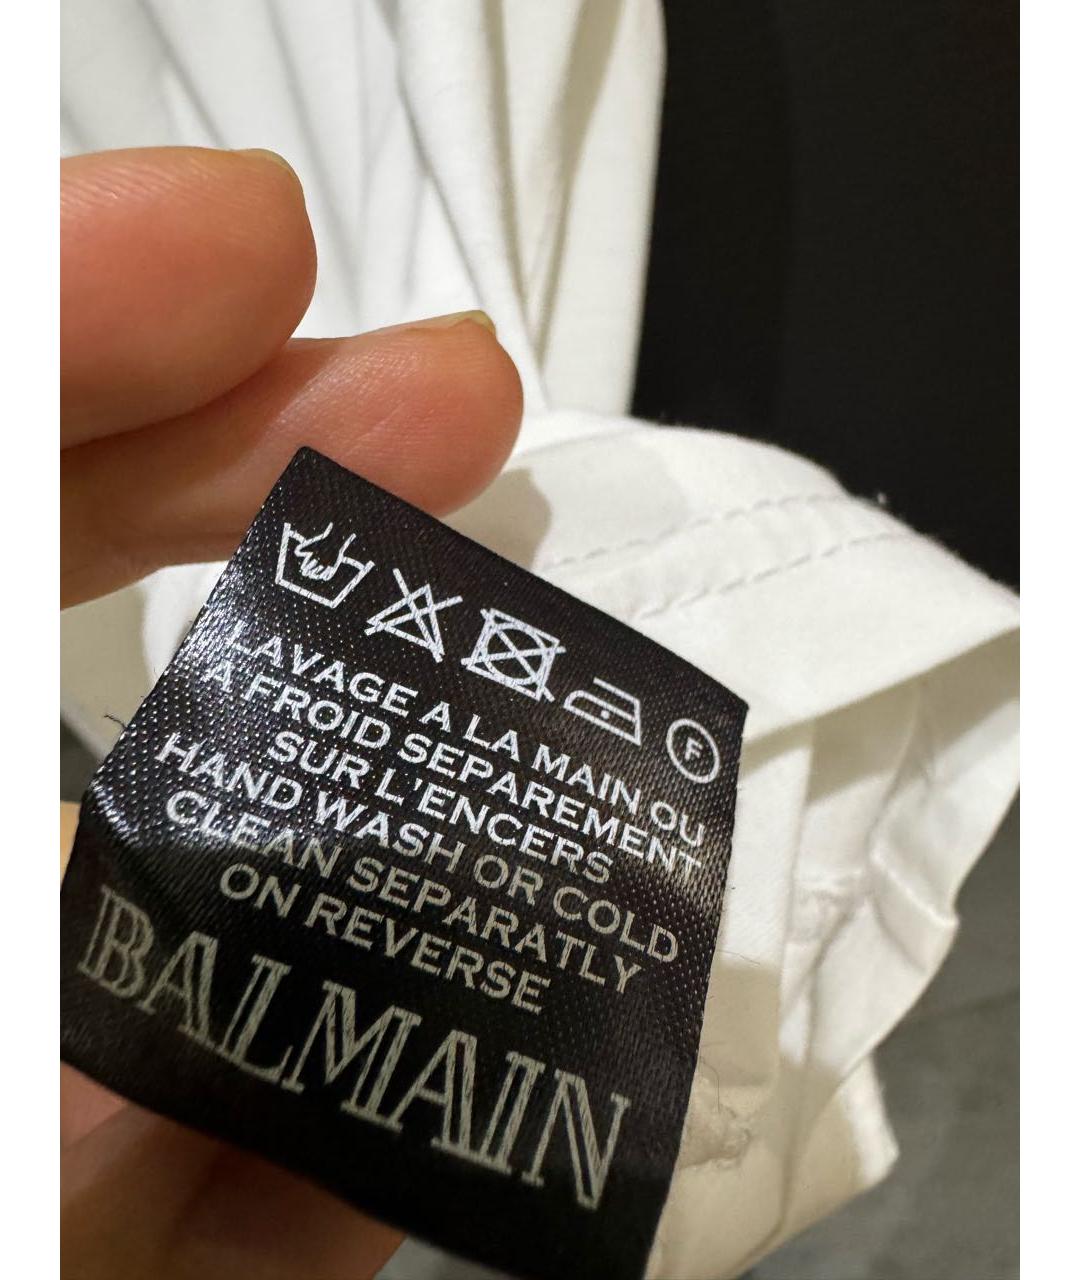 F
LAVAGE A LA MAIN OU
A FROID SEPAREMENT
SUR L'ENCERS
HAND WASH OR COLD
CLEAN SEPARATLY
ON REVERSE
BALMAIN